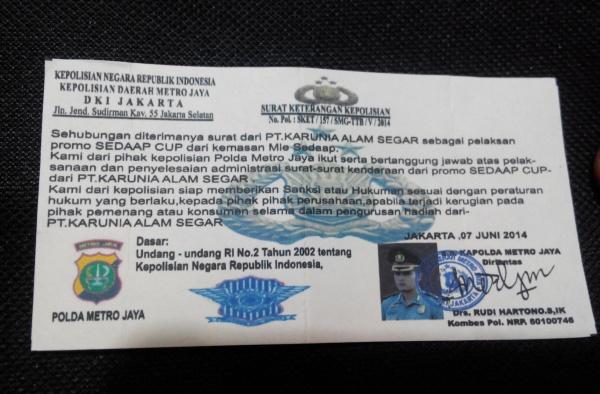 KEPOLISIAN NEGARA REPUBLIK INDONESIA
KEPOLISIAN DAERAH METRO JAYA
DKI JAKARTA
Jln. Jend. Sudirman Kav. 55 Jakarta Selatan
SURAT KETERANGAN KEPOLISIAN
No. Pol : SKET / 157 / SMG-TTB / V / 2014
Sehubungan diterimanya surat dari PT.KARUNIA ALAM SEGAR sebagai pelaksan
promo SEDAAP CUP dari kemasan Mie Sedaap.
Kami dari pihak kepolisian Polda Metro Jaya ikut serta bertanggung jawab atas pelak-
sanaan dan penyelesaian administrasi surat-surat kendaraan dari promo SEDAAP CUP-
dari PT.KARUNIA ALAM SEGAR
Kami dari kepolisian siap memberikan Sanksi atau Hukuman sesuai dengan peraturan
hukum yang berlaku,kepada pihak pihak perusahaan,apabila terjadi kerugian pada
pihak pemenang atau konsumen selama dalam pengurusan hadiah dari-
PT.KARUNIA ALAM SEGAR
JAKARTA, 07 JUNI 2014
Dasar:
Undang - undang RI No.2 Tahun 2002 tentang
Kepolisian Negara Republik Indonesia,
KAPOLDA METRO JAYA
METRO JAYA
POLDA METRO JAYA
Drs. RUDI HARTONO.S,IK
Kombes Pol. NRP. 60100746